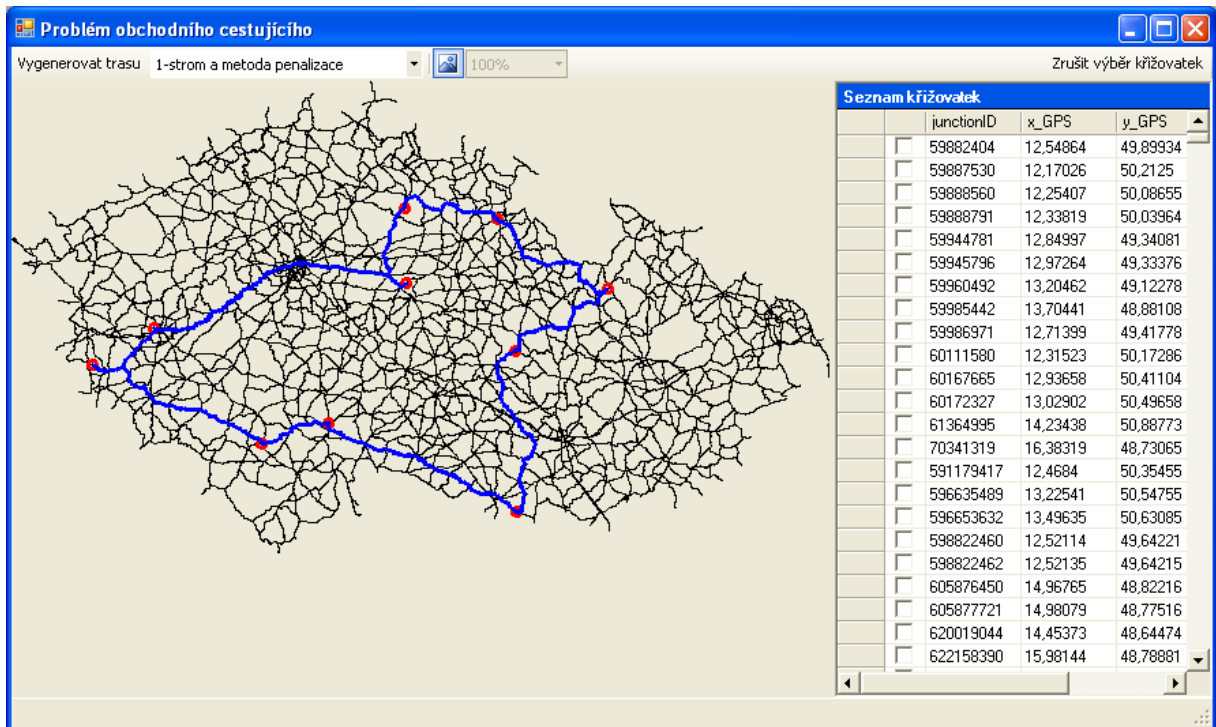 Problém obchodního cestujícího
Vygenerovat trasu 1-strom a metoda penalizace 100% Zrušit výběr křižovatek
Seznam křižovatek
junctionID x_GPS y_GPS
59882404 12,54864 49,89934
59887530 12,17026 50,2125
59888560 12,25407 50,08655
59888791 12,33819 50,03964
59944781 12,84997 49,34081
59945796 12,97264 49,33376
59960492 13,20462 49,12278
59985442 13,70441 48,88108
59986971 12,71399 49,41778
60111580 12,31523 50,17286
60167665 12,93658 50,41104
60172327 13,02902 50,49658
61364995 14,23438 50,88773
70341319 16,38319 48,73065
591179417 12,4684 50,35455
596635489 13,22541 50,54755
596653632 13,49635 50,63085
598822460 12,52114 49,64221
598822462 12,52135 49,64215
605876450 14,96765 48,82216
605877721 14,98079 48,77516
620019044 14,45373 48,64474
622158390 15,98144 48,78881